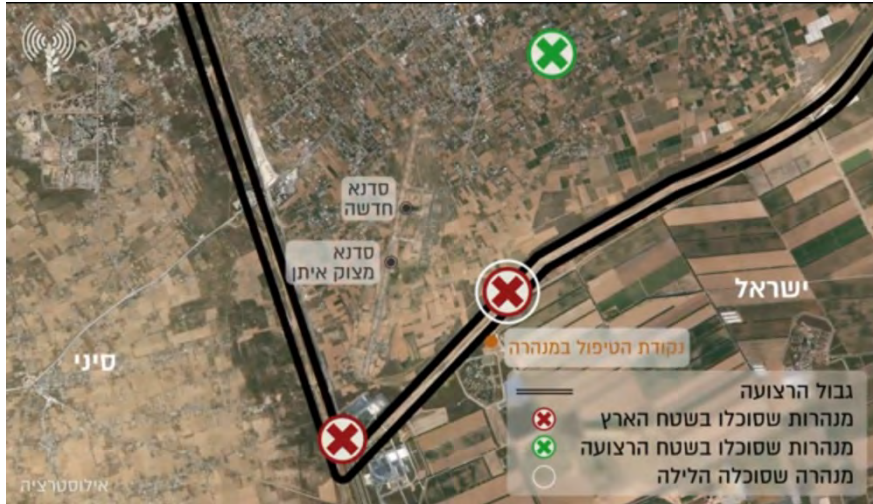 סדנא
חדשה
סדנא
מצוק איתן
ישראל
סיני
נקודת הטיפול במנהרה
גבול הרצועה
מנהרות שסוכלו בשטח הארץ
מנהרות שסוכלו בשטח הרצועה
מנהרה שסוכלה הלילה
אילוסטרציה